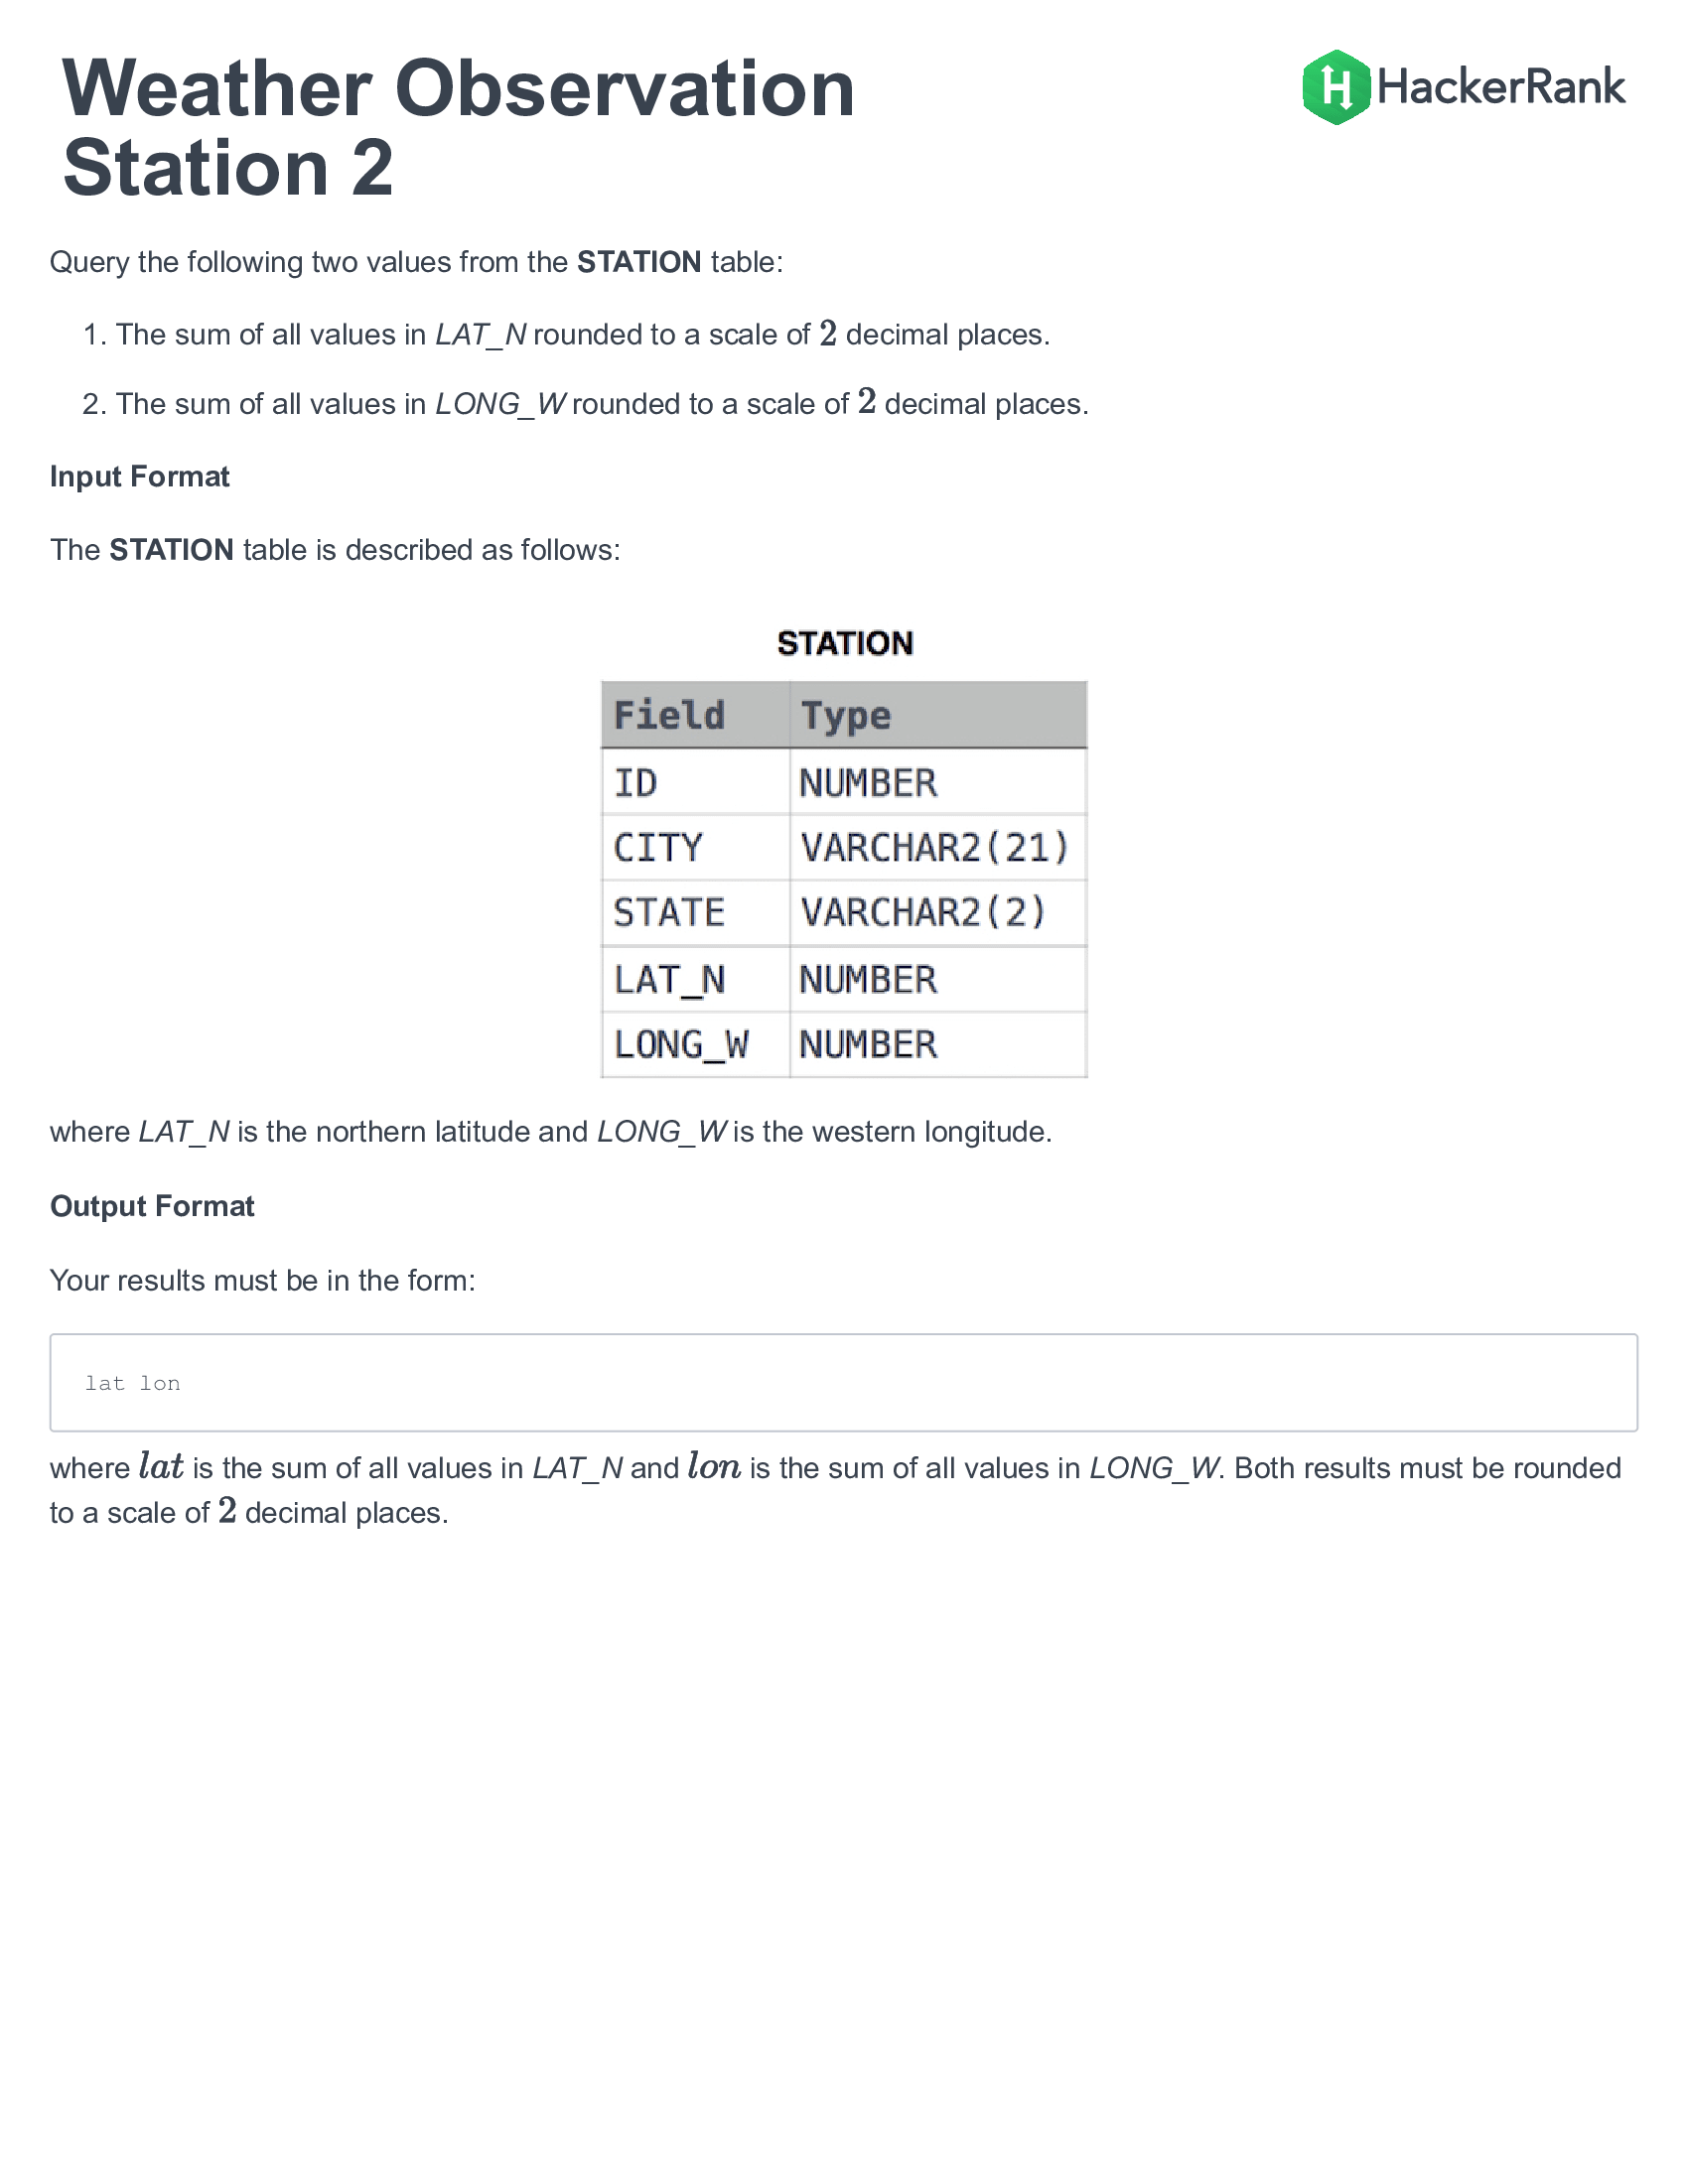 Weather Observation
Station 2
HackerRank
Query the following two values from the STATION table:
1. The sum of all values in LAT_N rounded to a scale of 2 decimal places.
2. The sum of all values in LONG_W rounded to a scale of 2 decimal places.
Input Format
The STATION table is described as follows:
STATION
Field Type
ID NUMBER
CITY VARCHAR2(21)
STATE VARCHAR2(2)
LAT_N NUMBER
LONG_W NUMBER
where LAT_N is the northern latitude and LONG_W is the western longitude.
Output Format
Your results must be in the form:
lat lon
where lat is the sum of all values in LAT_N and lon is the sum of all values in LONG_W. Both results must be rounded
to a scale of 2 decimal places.